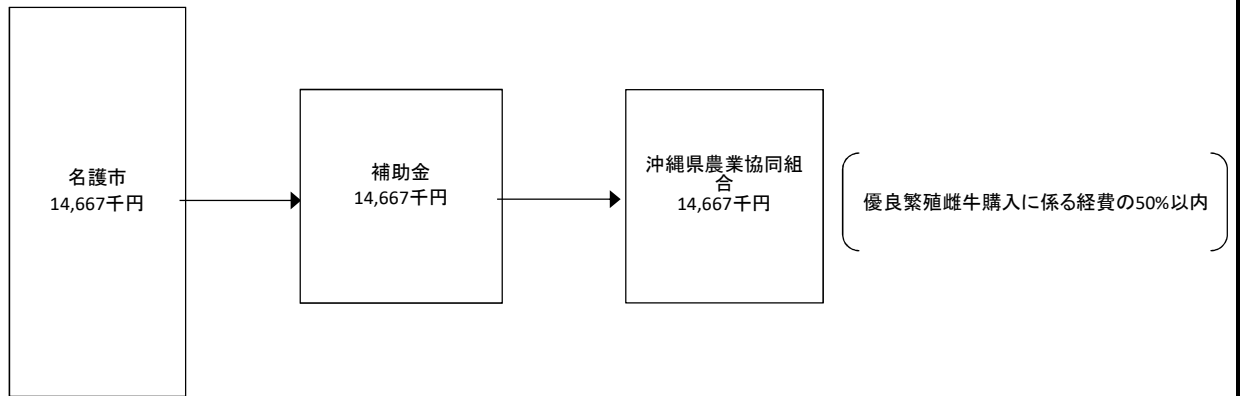 名護市
14,667千円
補助金
14,667千円
沖縄県農業協同組
合
14,667千円
優良繁殖雌牛購入に係る経費の50%以内